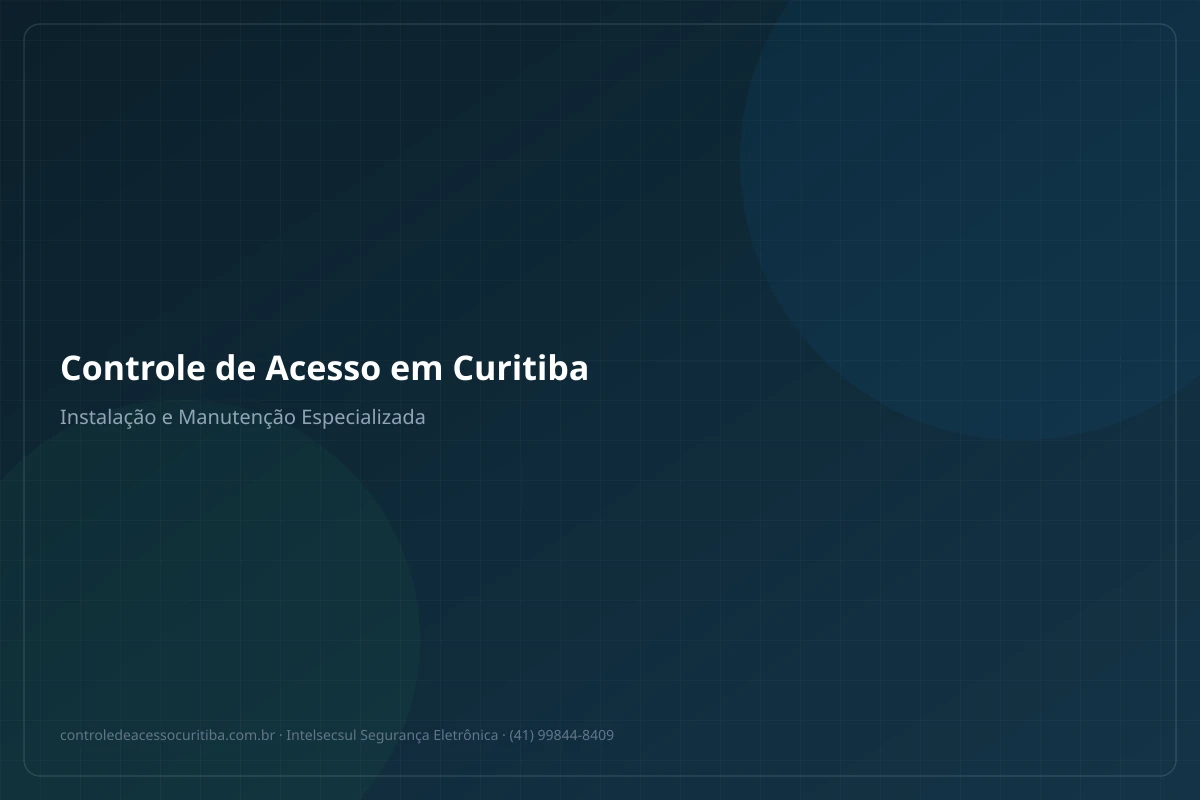 Controle de Acesso em Curitiba
Instalação e Manutenção Especializada
controledeacessocuritiba.com.br · Intelsecsul Segurança Eletrônica · (41) 99844-8409